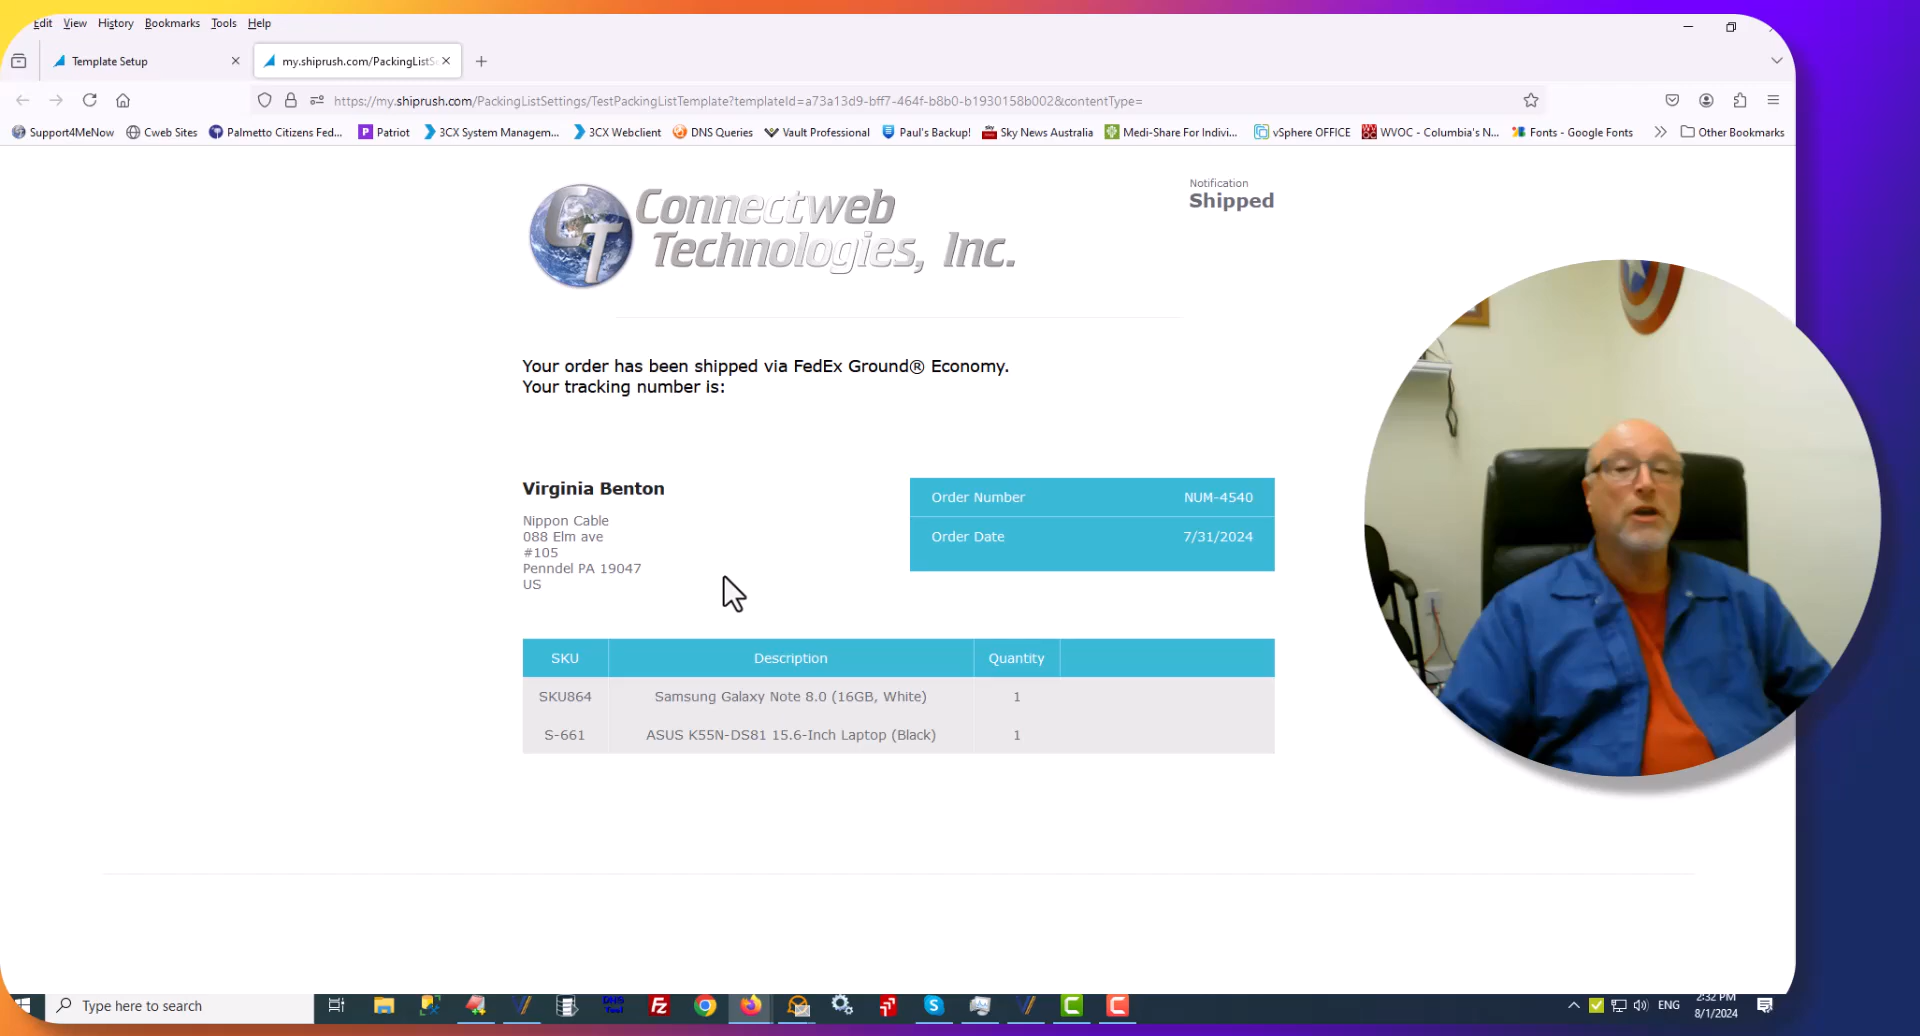 Edit View History Bookmarks Tools Help
Template Setup
my.shiprush.com/PackingListS
https://my.shiprush.com/PackingListSettings/TestPackingListTemplate?templateId=a73a13d9-bff7-464f-b8b0-b1930158b002&contentType=
Support4MeNow Cweb Sites Palmetto Citizens Fed... Patriot 3CX System Managem... 3CX Webclient DNS Queries Vault Professional Paul's Backup! Sky News Australia Medi-Share For Indivi... vSphere OFFICE WVOC - Columbia's N... Fonts - Google Fonts Other Bookmarks
CT
Connectweb
Technologies, Inc.
Notification
Shipped
Your order has been shipped via FedEx Ground® Economy.
Your tracking number is:
Virginia Benton
Nippon Cable
088 Elm ave
#105
Penndel PA 19047
US
Order Number NUM-4540
Order Date 7/31/2024
SKU Description Quantity
SKU864 Samsung Galaxy Note 8.0 (16GB, White) 1
S-661 ASUS K55N-DS81 15.6-Inch Laptop (Black) 1
Type here to search
ENG
2:32 PM
8/1/2024